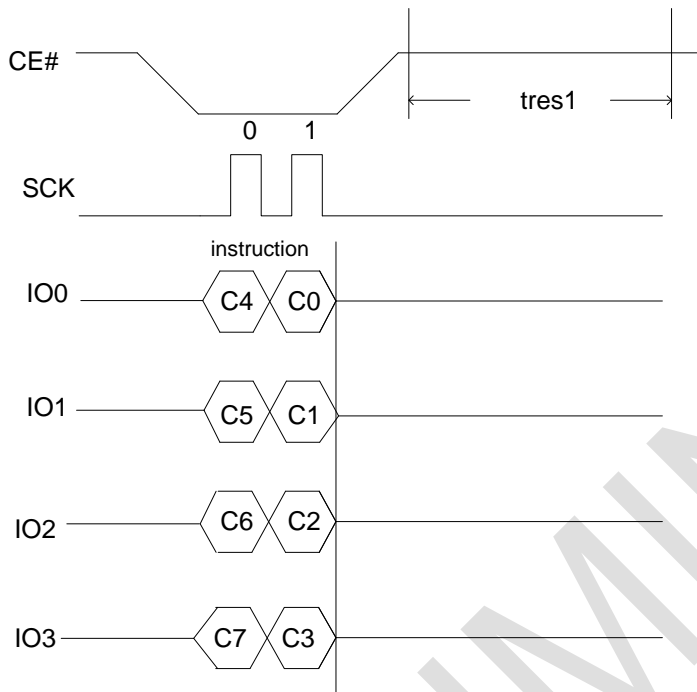 CE#
tres1
0 1
SCK
instruction
IO0 C4 C0
IO1 C5 C1
IO2 C6 C2
IO3 C7 C3